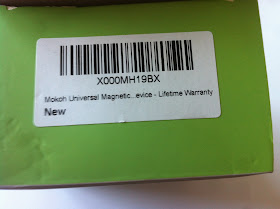 X000MH19BX
Mokoh Universal Magnetic...evice - Lifetime Warranty
New